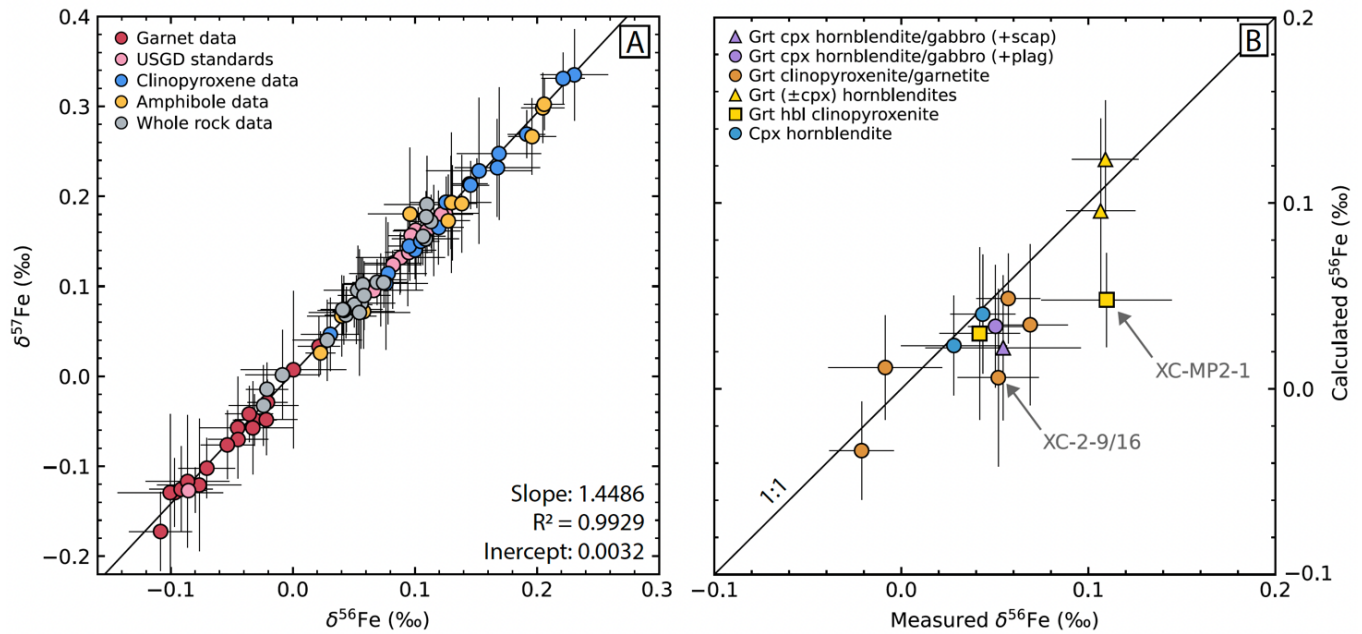 A
Garnet data
USGD standards
Clinopyroxene data
Amphibole data
Whole rock data
0.4
0.3
0.2
0.1
0.0
−0.1
−0.2
δ⁵⁷Fe (‰)
Slope: 1.4486
R² = 0.9929
Inercept: 0.0032
−0.1
0.0
0.1
0.2
0.3
δ⁵⁶Fe (‰)
B
Grt cpx hornblendite/gabbro (+scap)
Grt cpx hornblendite/gabbro (+plag)
Grt clinopyroxenite/garnetite
Grt (±cpx) hornblendites
Grt hbl clinopyroxenite
Cpx hornblendite
XC-MP2-1
XC-2-9/16
1:1
0.2
0.1
0.0
−0.1
Calculated δ⁵⁶Fe (‰)
−0.1
0.0
0.1
0.2
Measured δ⁵⁶Fe (‰)